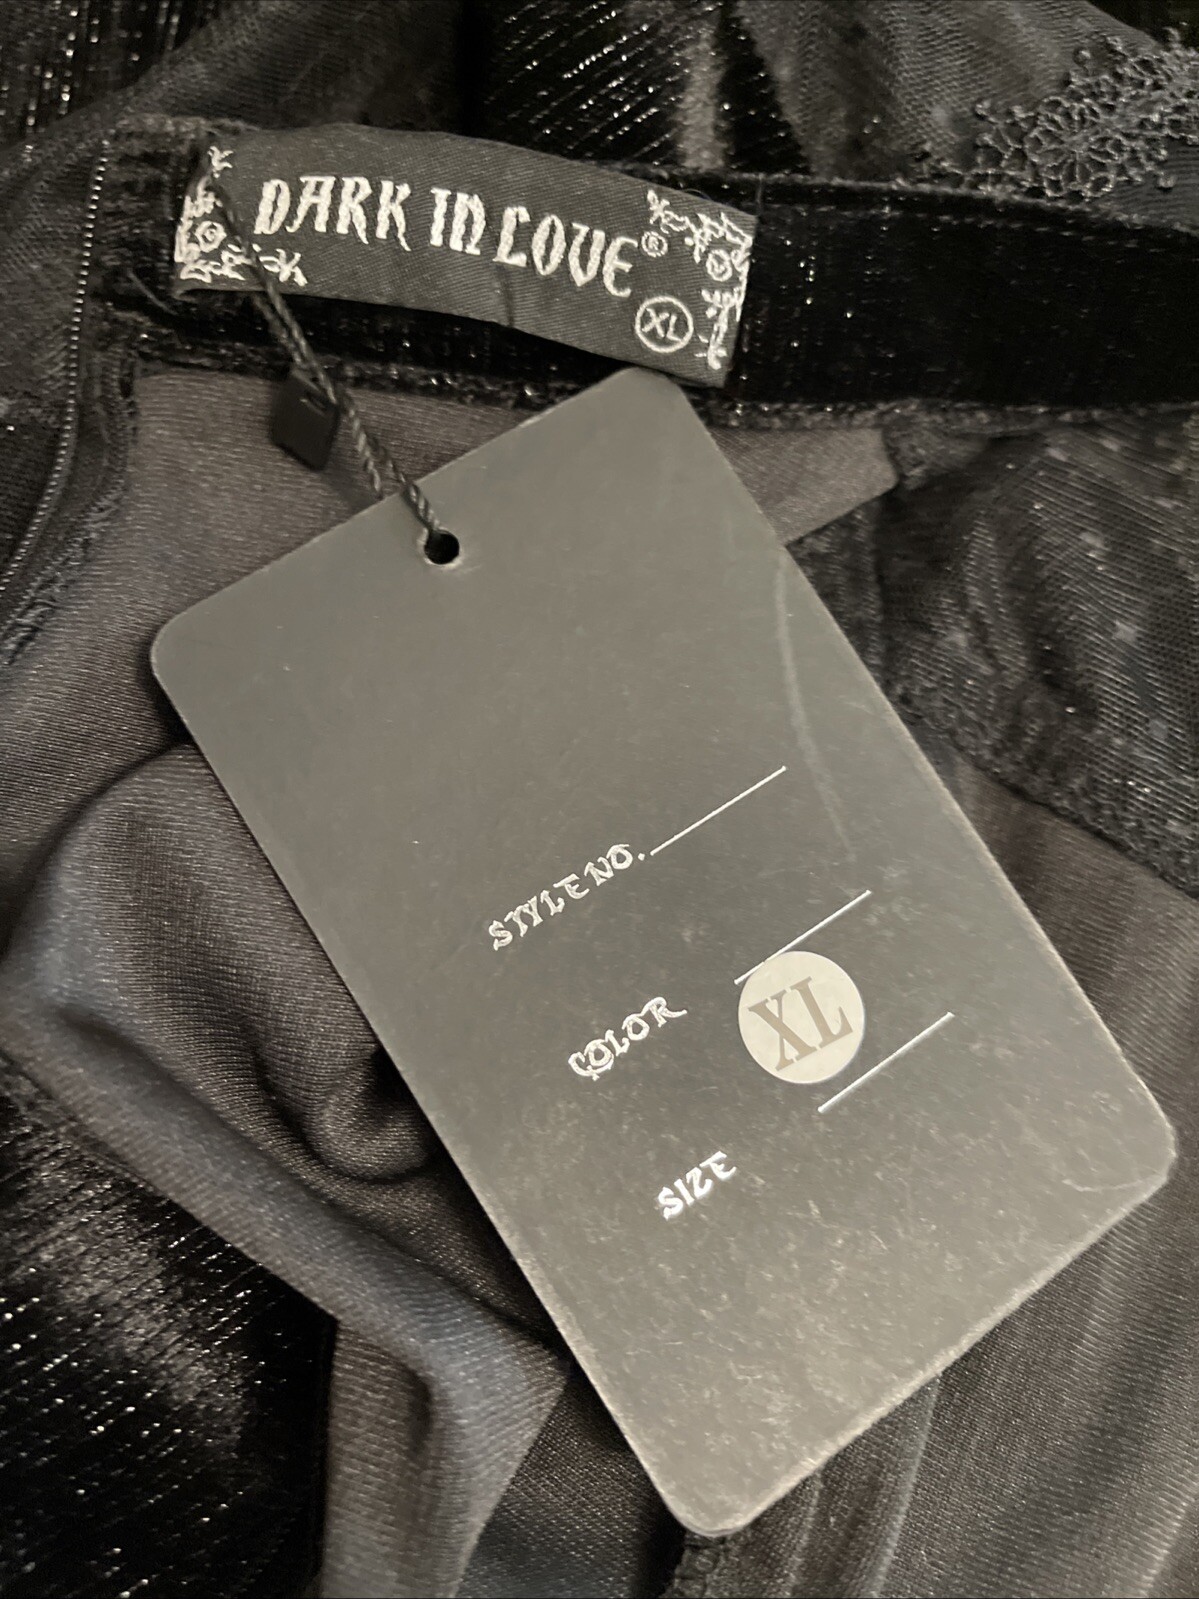 DARK IN LOVE®
XL
STYLE NO.
COLOR
XL
SIZE